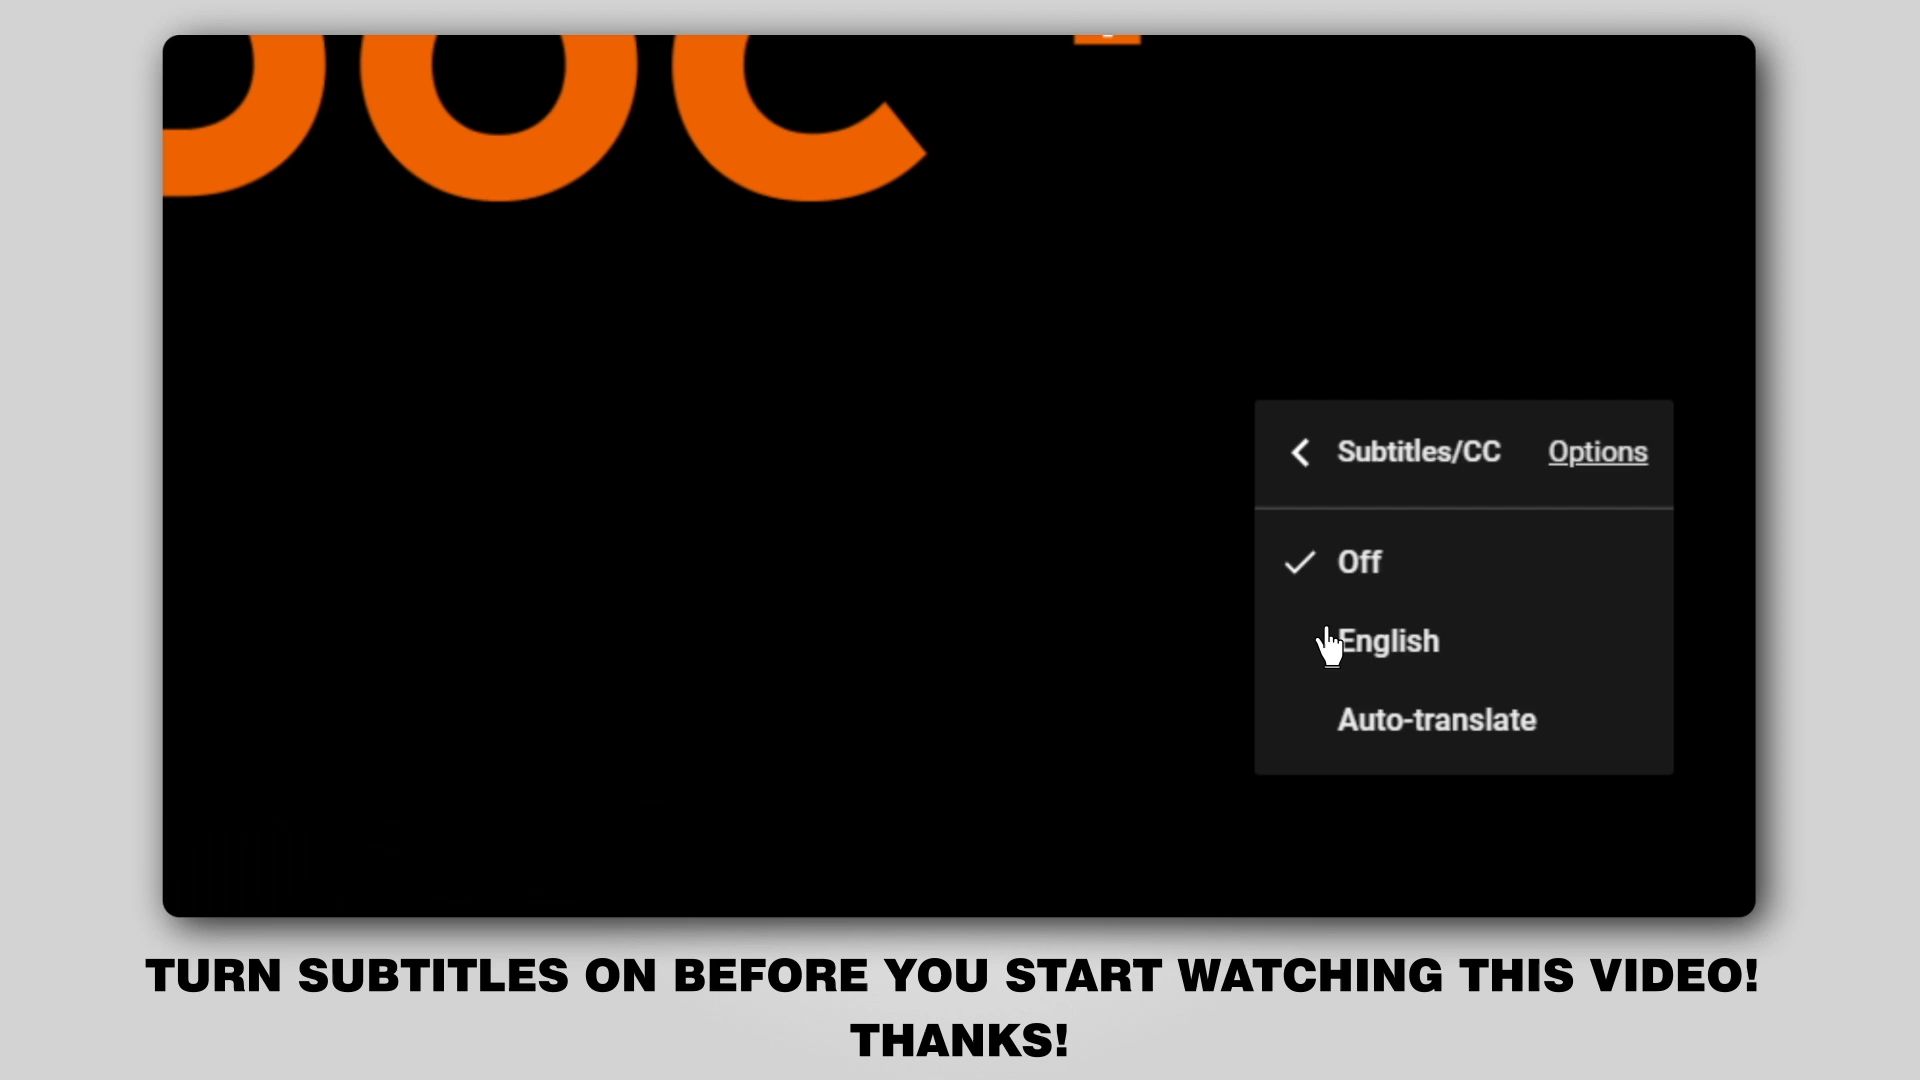 Subtitles/CC Options
Off
English
Auto-translate
TURN SUBTITLES ON BEFORE YOU START WATCHING THIS VIDEO!
THANKS!